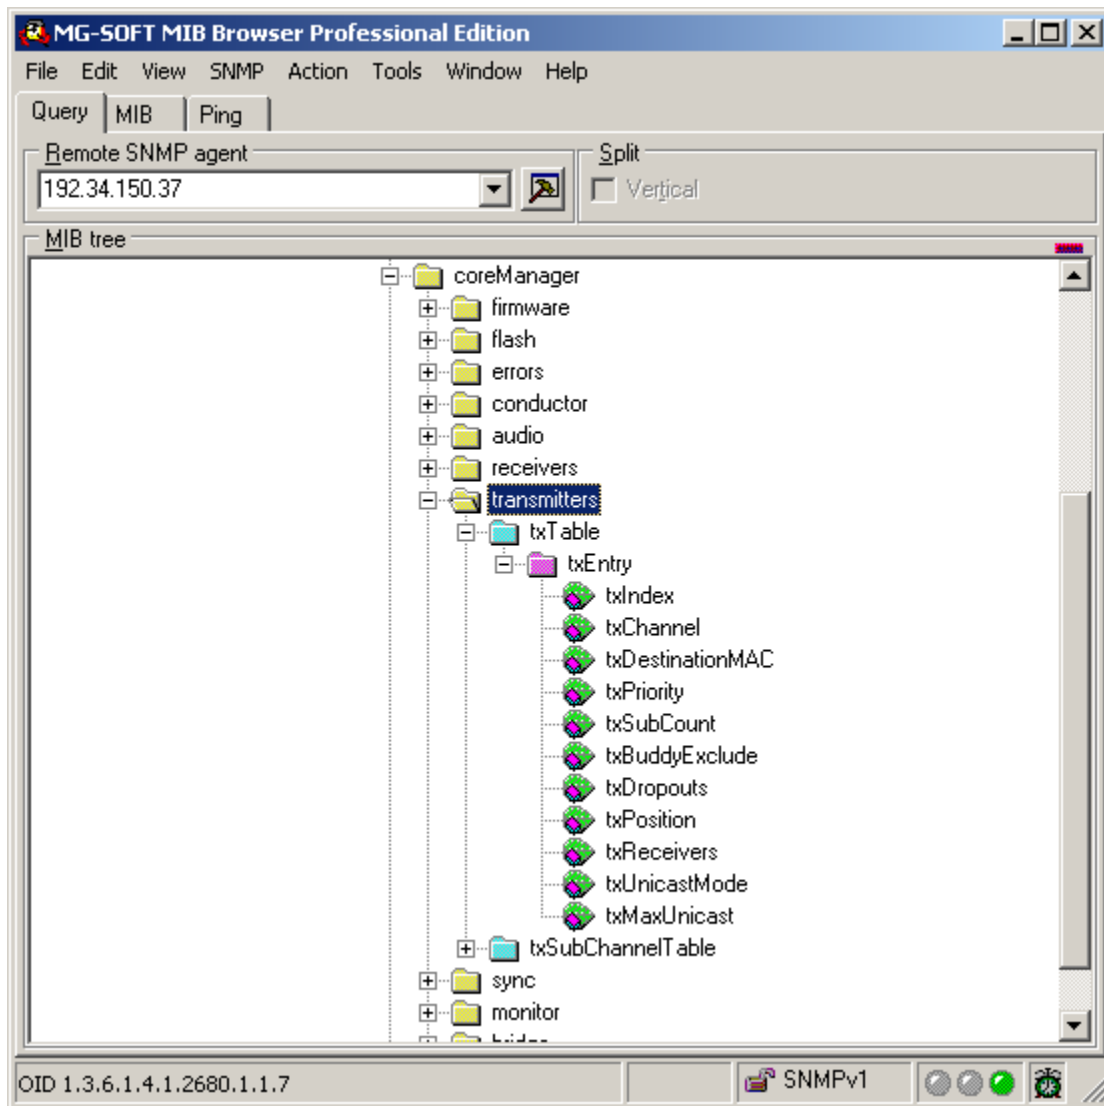 MG-SOFT MIB Browser Professional Edition
File Edit View SNMP Action Tools Window Help
Query MIB Ping
Remote SNMP agent Split
192.34.150.37 Vertical
MIB tree
coreManager
firmware
flash
errors
conductor
audio
receivers
transmitters
txTable
txEntry
txIndex
txChannel
txDestinationMAC
txPriority
txSubCount
txBuddyExclude
txDropouts
txPosition
txReceivers
txUnicastMode
txMaxUnicast
txSubChannelTable
sync
monitor
bridge
OID 1.3.6.1.4.1.2680.1.1.7 SNMPv1